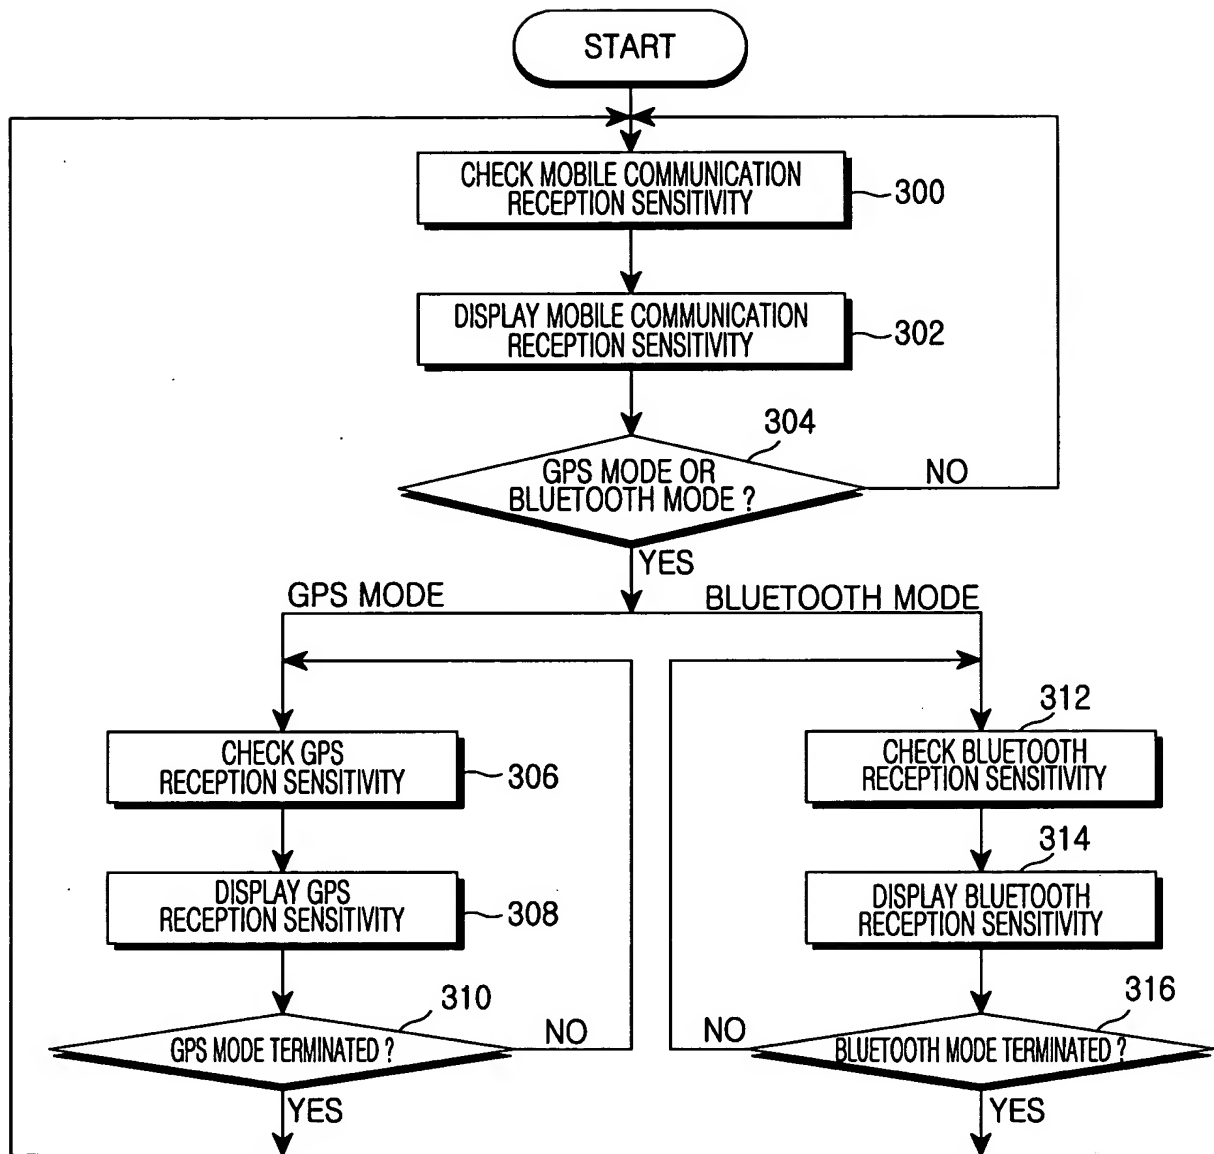 START
CHECK MOBILE COMMUNICATION
RECEPTION SENSITIVITY
300
DISPLAY MOBILE COMMUNICATION
RECEPTION SENSITIVITY
302
304
GPS MODE OR
BLUETOOTH MODE ?
NO
YES
GPS MODE
BLUETOOTH MODE
CHECK GPS
RECEPTION SENSITIVITY
306
312
CHECK BLUETOOTH
RECEPTION SENSITIVITY
DISPLAY GPS
RECEPTION SENSITIVITY
308
314
DISPLAY BLUETOOTH
RECEPTION SENSITIVITY
310
GPS MODE TERMINATED ?
NO
YES
316
NO
BLUETOOTH MODE TERMINATED ?
YES